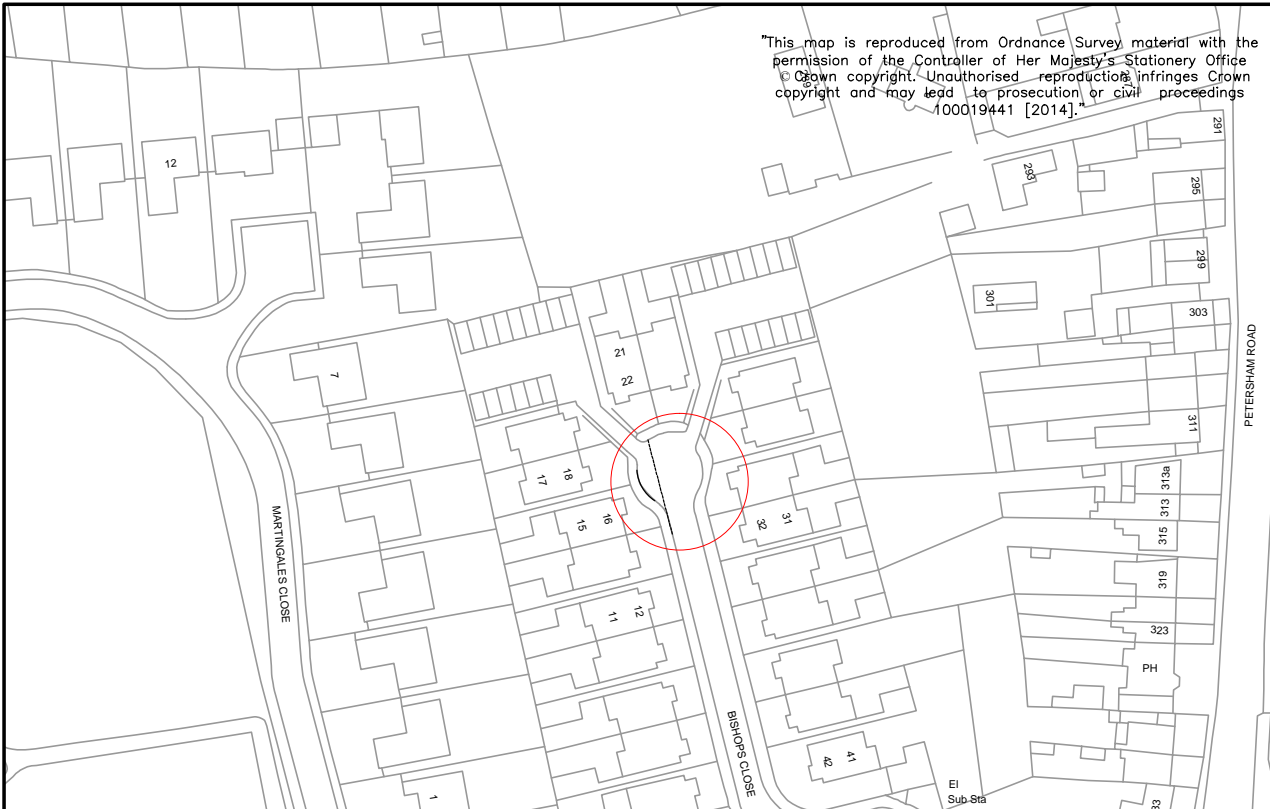 "This map is reproduced from Ordnance Survey material with the
permission of the Controller of Her Majesty's Stationery Office
© Crown copyright. Unauthorised reproduction infringes Crown
copyright and may lead to prosecution or civil proceedings
100019441 [2014]."
289
287
291
12
293
295
299
301
303
21
22
7
PETERSHAM ROAD
311
17
18
313a
313
15
16
32
31
315
MARTINGALES CLOSE
319
11
12
323
PH
BISHOPS CLOSE
42
41
El
Sub Sta
1